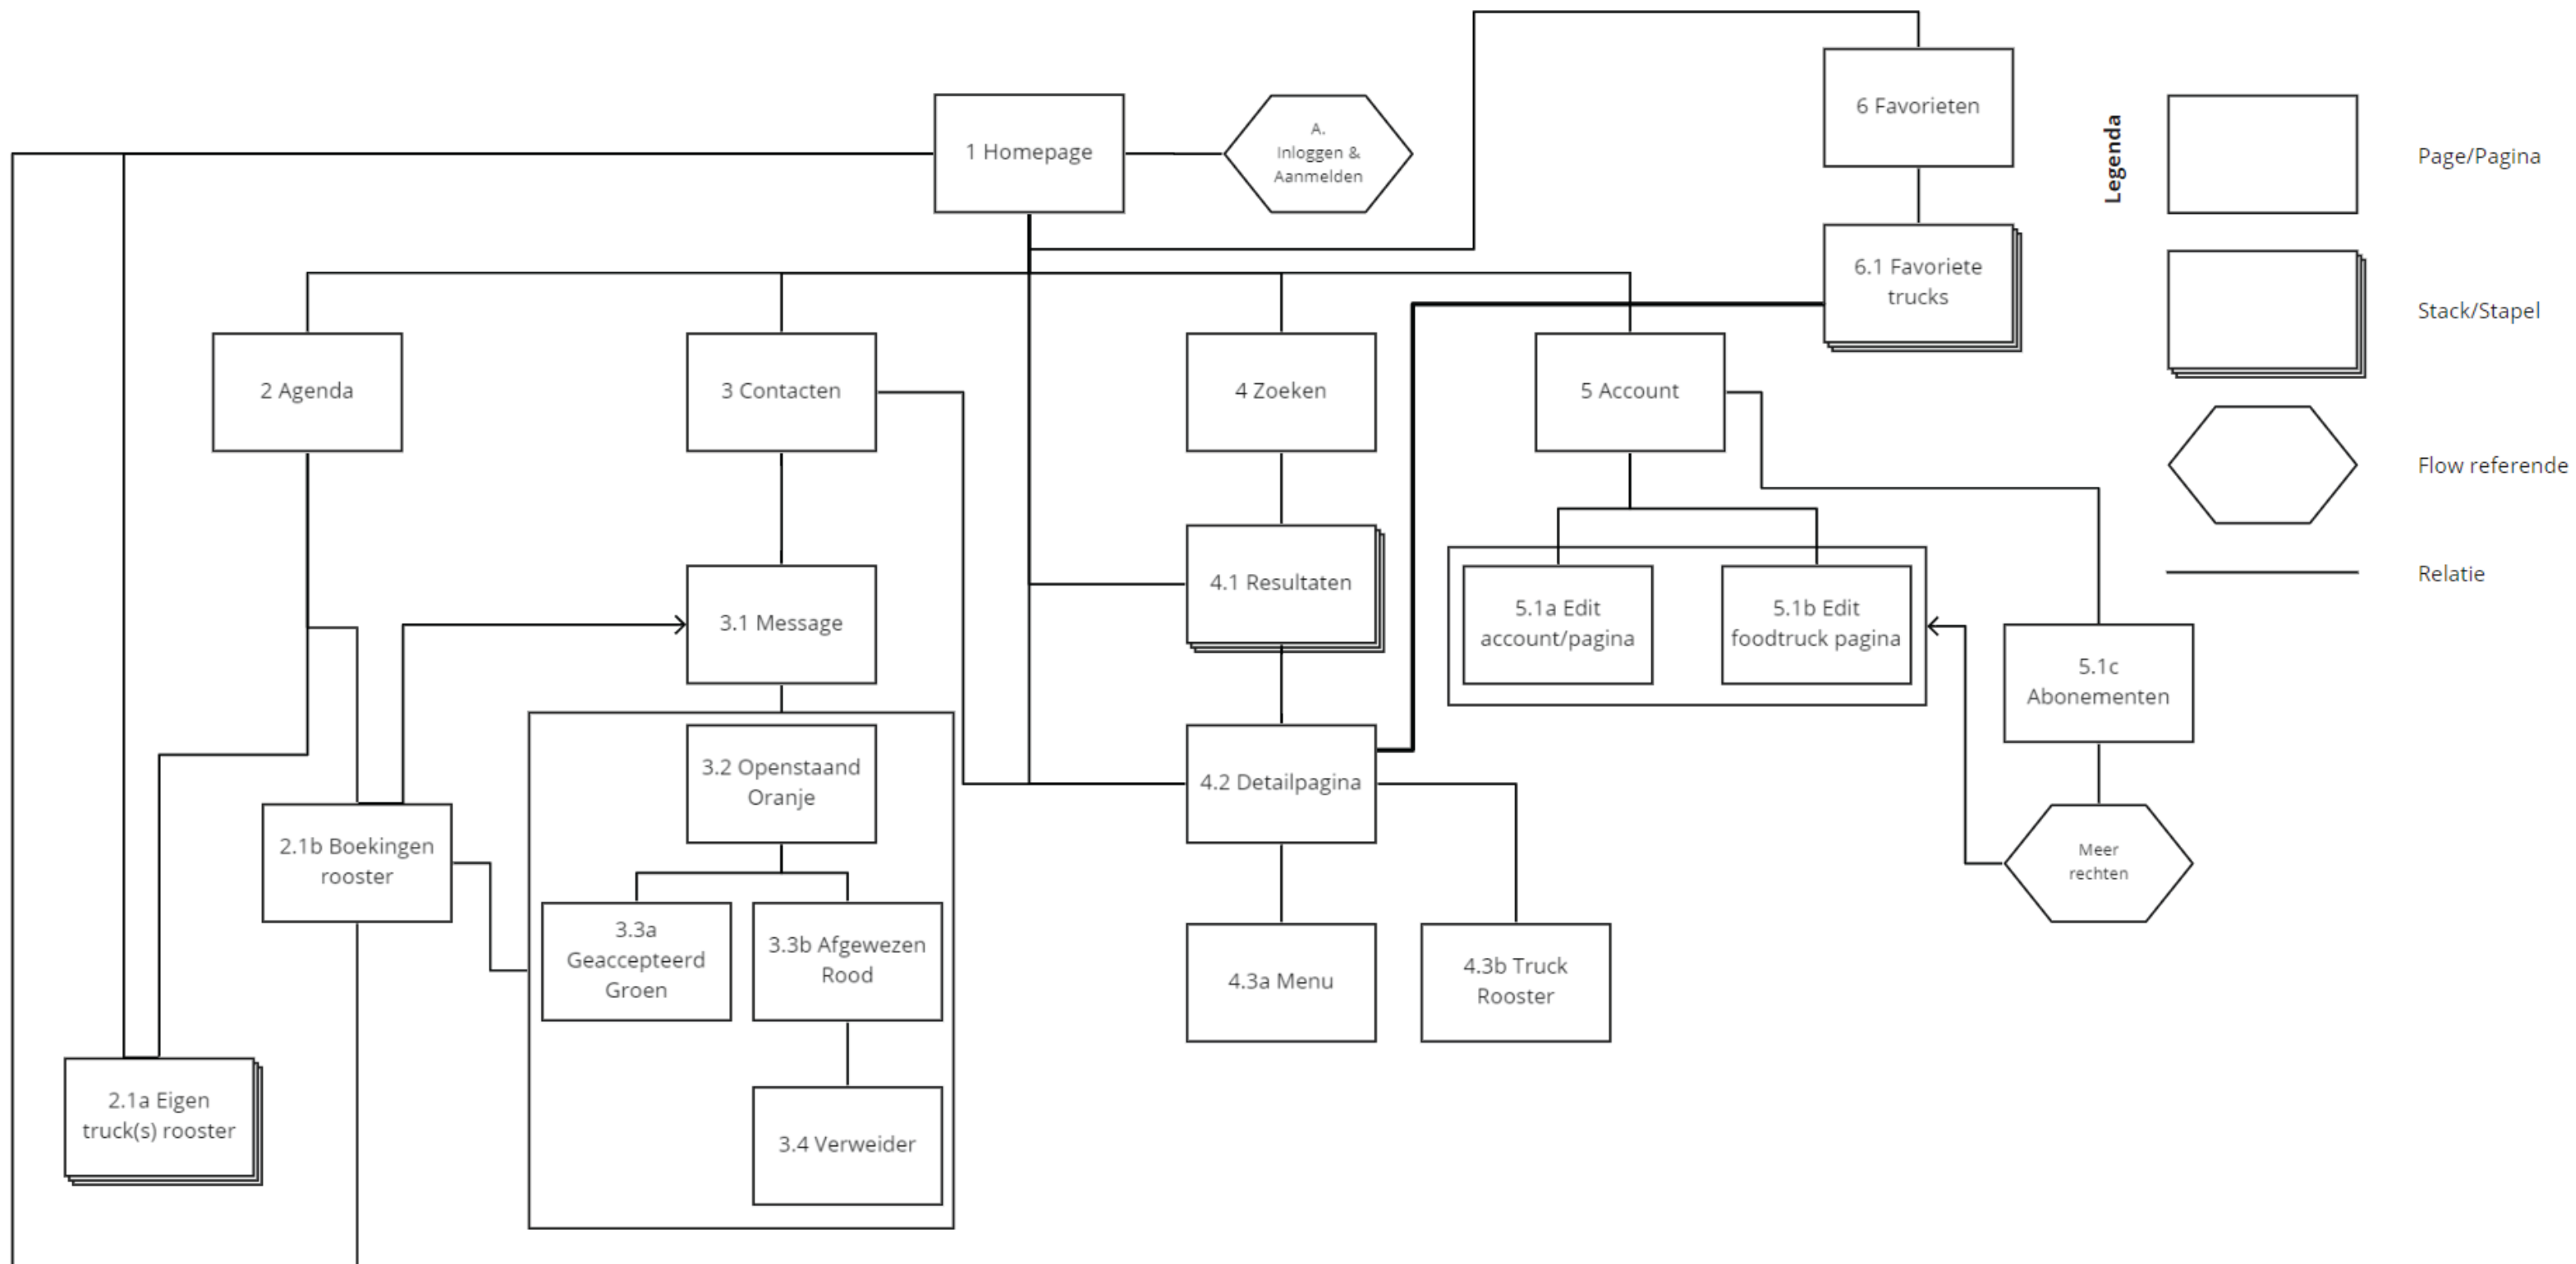 1 Homepage
A.
Inloggen &
Aanmelden
6 Favorieten
6.1 Favoriete
trucks
2 Agenda
3 Contacten
4 Zoeken
5 Account
3.1 Message
4.1 Resultaten
5.1a Edit
account/pagina
5.1b Edit
foodtruck pagina
5.1c
Abonementen
3.2 Openstaand
Oranje
4.2 Detailpagina
2.1b Boekingen
rooster
Meer
rechten
3.3a
Geaccepteerd
Groen
3.3b Afgewezen
Rood
4.3a Menu
4.3b Truck
Rooster
2.1a Eigen
truck(s) rooster
3.4 Verweider
Legenda
Page/Pagina
Stack/Stapel
Flow referende
Relatie